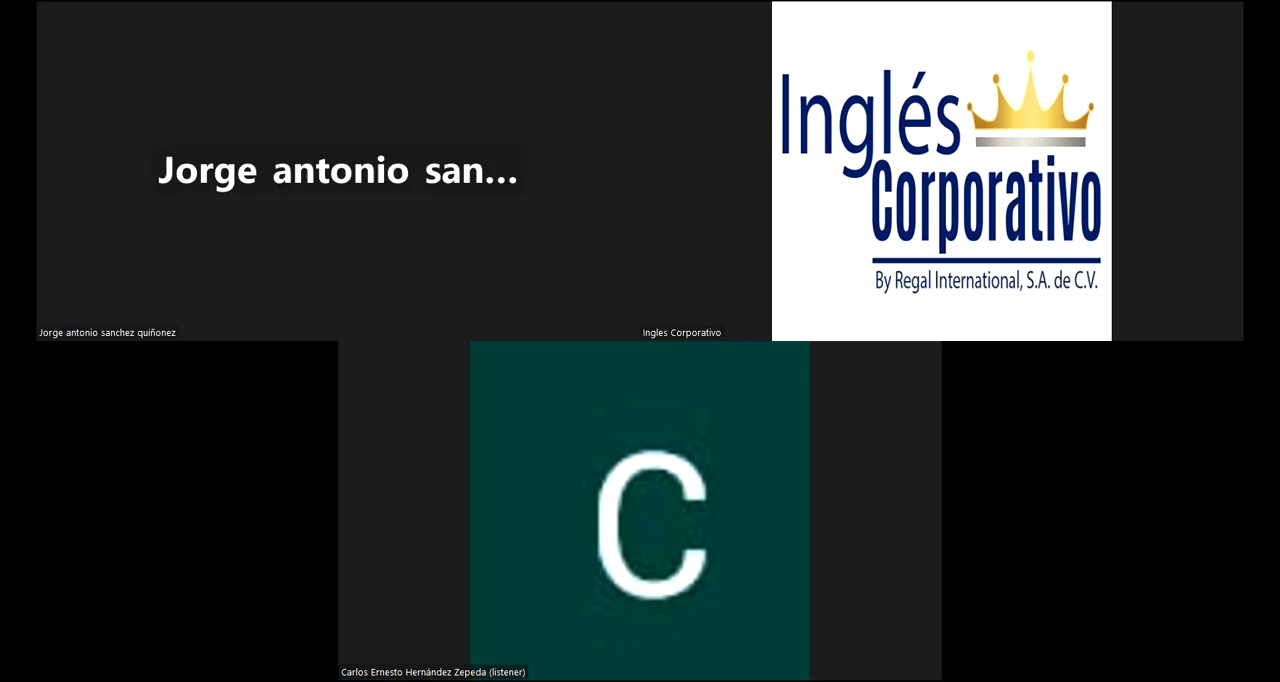 Jorge antonio san...
Jorge antonio sanchez quiñonez
Inglés
Corporativo
By Regal International, S.A. de C.V.
Ingles Corporativo
C
Carlos Ernesto Hernández Zepeda (listener)